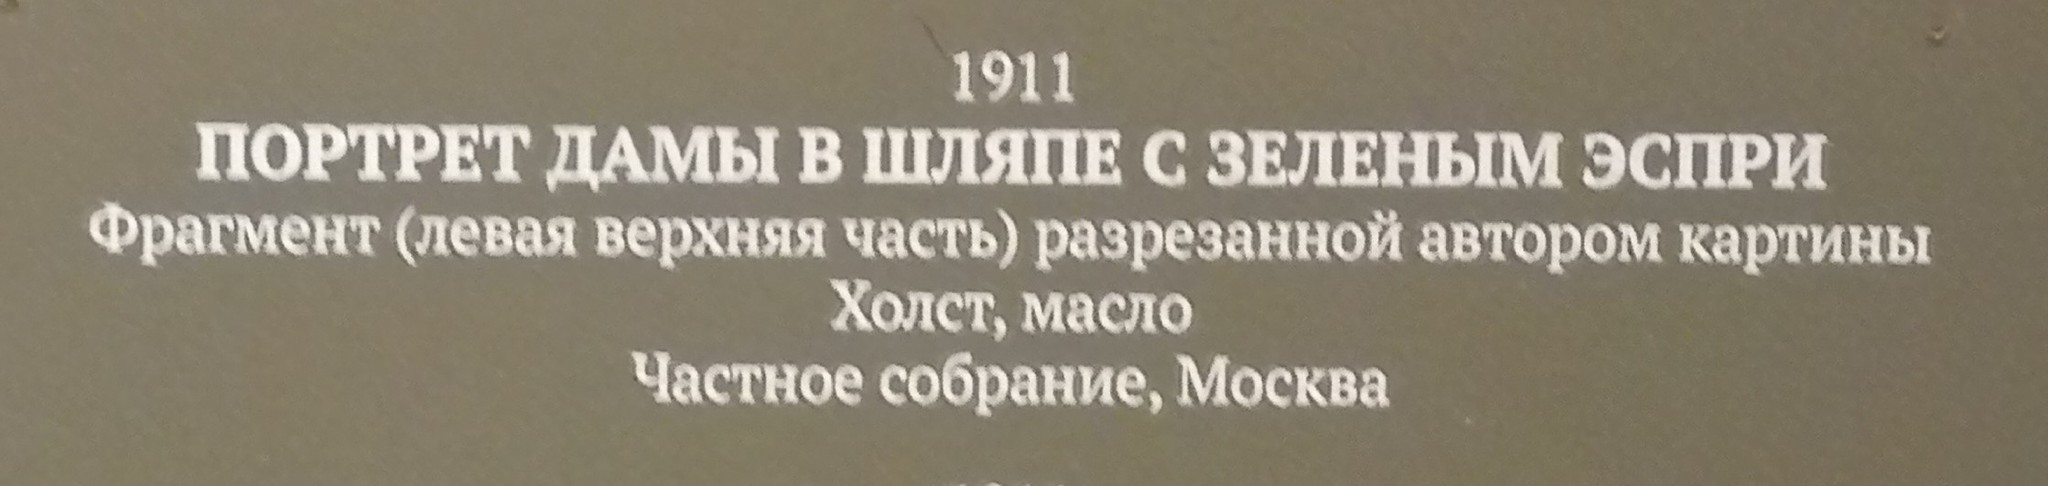 1911
ПОРТРЕТ ДАМЫ В ШЛЯПЕ С ЗЕЛЕНЫМ ЭСПРИ
Фрагмент (левая верхняя часть) разрезанной автором картины
Холст, масло
Частное собрание, Москва